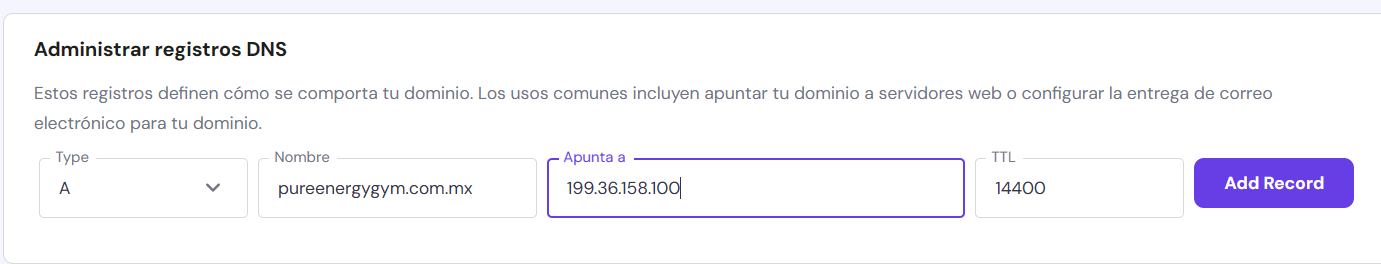 Administrar registros DNS
Estos registros definen cómo se comporta tu dominio. Los usos comunes incluyen apuntar tu dominio a servidores web o configurar la entrega de correo
electrónico para tu dominio.
Type
A
Nombre
pureenergygym.com.mx
Apunta a
199.36.158.100
TTL
14400
Add Record